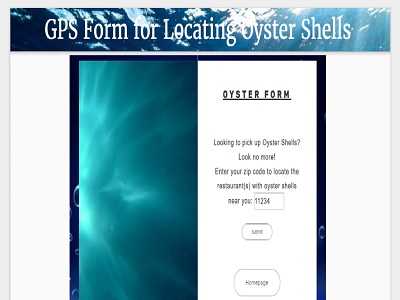 GPS Form for Locating Oyster Shells
OYSTER FORM
Looking to pick up Oyster Shells?
Look no more!
Enter your zip code to locate the
restaurant(s) with oyster shells
near you: 11234
SUBMIT
Homepage